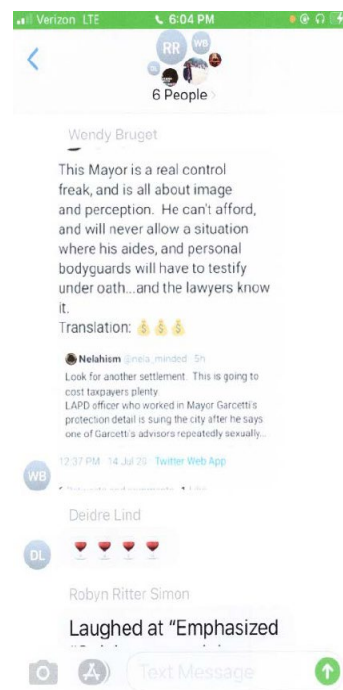 Verizon LTE 6:04 PM
RR WB
DL
6 People
Wendy Bruget
This Mayor is a real control
freak, and is all about image
and perception. He can't afford,
and will never allow a situation
where his aides, and personal
bodyguards will have to testify
under oath...and the lawyers know
it.
Translation: 💰💰💰
Nelahism @nela_minded · 5h
Look for another settlement. This is going to
cost taxpayers plenty
LAPD officer who worked in Mayor Garcetti's
protection detail is suing the city after he says
one of Garcetti's advisors repeatedly sexually...
12:37 PM · 14 Jul 20 · Twitter Web App
WB
Deidre Lind
DL 🍷🍷🍷🍷
Robyn Ritter Simon
Laughed at “Emphasized
Text Message